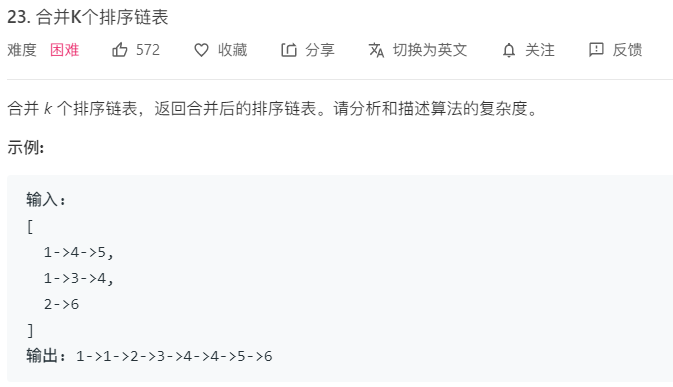 23. 合并K个排序链表
难度 困难 572 收藏 分享 切换为英文 关注 反馈
合并 k 个排序链表，返回合并后的排序链表。请分析和描述算法的复杂度。
示例:
输入:
[
  1->4->5,
  1->3->4,
  2->6
]
输出: 1->1->2->3->4->4->5->6